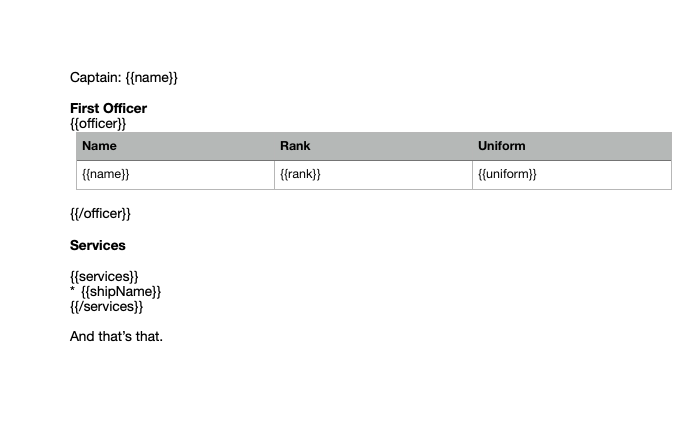 Captain: {{name}}
First Officer
{{officer}}
Name Rank Uniform
{{name}} {{rank}} {{uniform}}
{{/officer}}
Services
{{services}}
* {{shipName}}
{{/services}}
And that’s that.